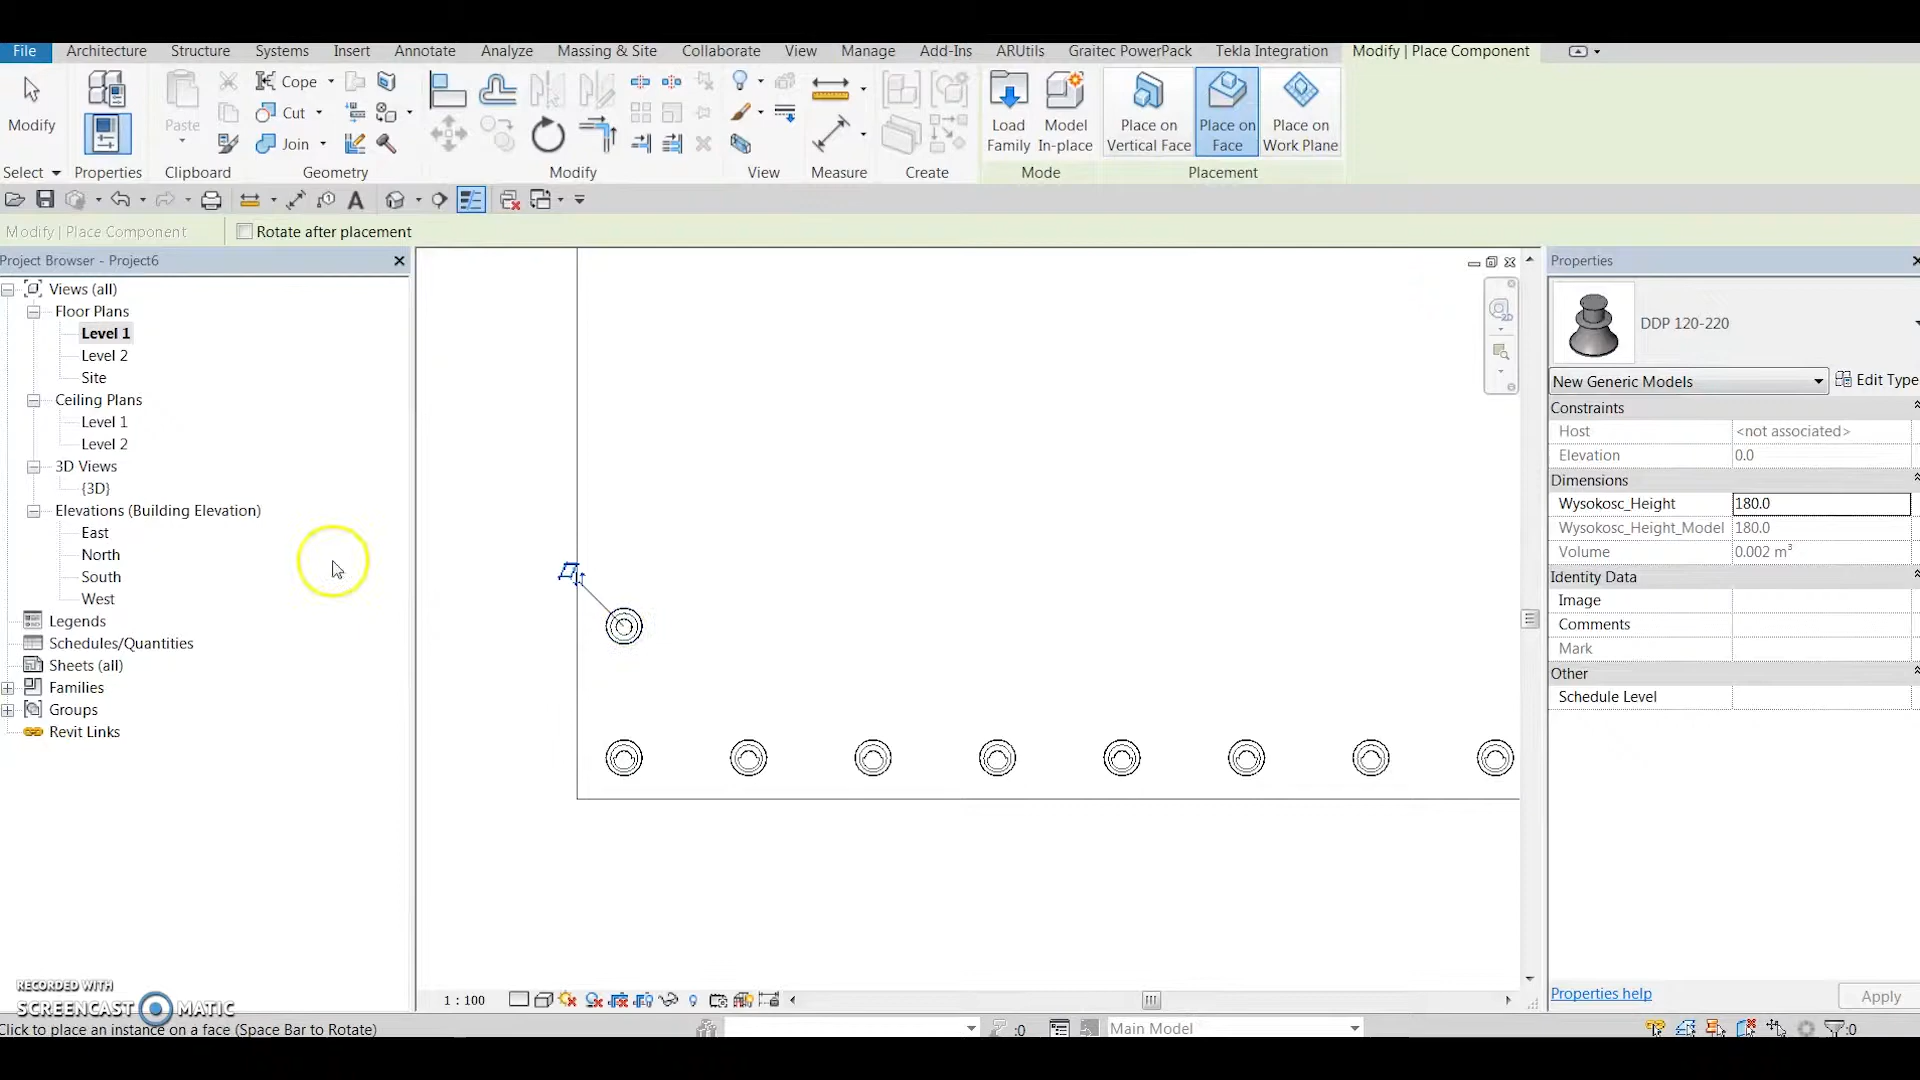 File Architecture Structure Systems Insert Annotate Analyze Massing & Site Collaborate View Manage Add-Ins ARUtils Graitec PowerPack Tekla Integration Modify | Place Component
Modify
Paste
Cope
Cut
Join
Load Family
Model In-place
Place on Vertical Face
Place on Face
Place on Work Plane
Select Properties Clipboard Geometry Modify View Measure Create Mode Placement
A
Modify | Place Component Rotate after placement
Project Browser - Project6
Views (all)
Floor Plans
Level 1
Level 2
Site
Ceiling Plans
Level 1
Level 2
3D Views
{3D}
Elevations (Building Elevation)
East
North
South
West
Legends
Schedules/Quantities
Sheets (all)
Families
Groups
Revit Links
2D
Properties
DDP 120-220
New Generic Models Edit Type
Constraints
Host <not associated>
Elevation 0.0
Dimensions
Wysokosc_Height 180.0
Wysokosc_Height_Model 180.0
Volume 0.002 m³
Identity Data
Image
Comments
Mark
Other
Schedule Level
Properties help Apply
1 : 100
RECORDED WITH
SCREENCAST MATIC
Click to place an instance on a face (Space Bar to Rotate) :0 Main Model :0